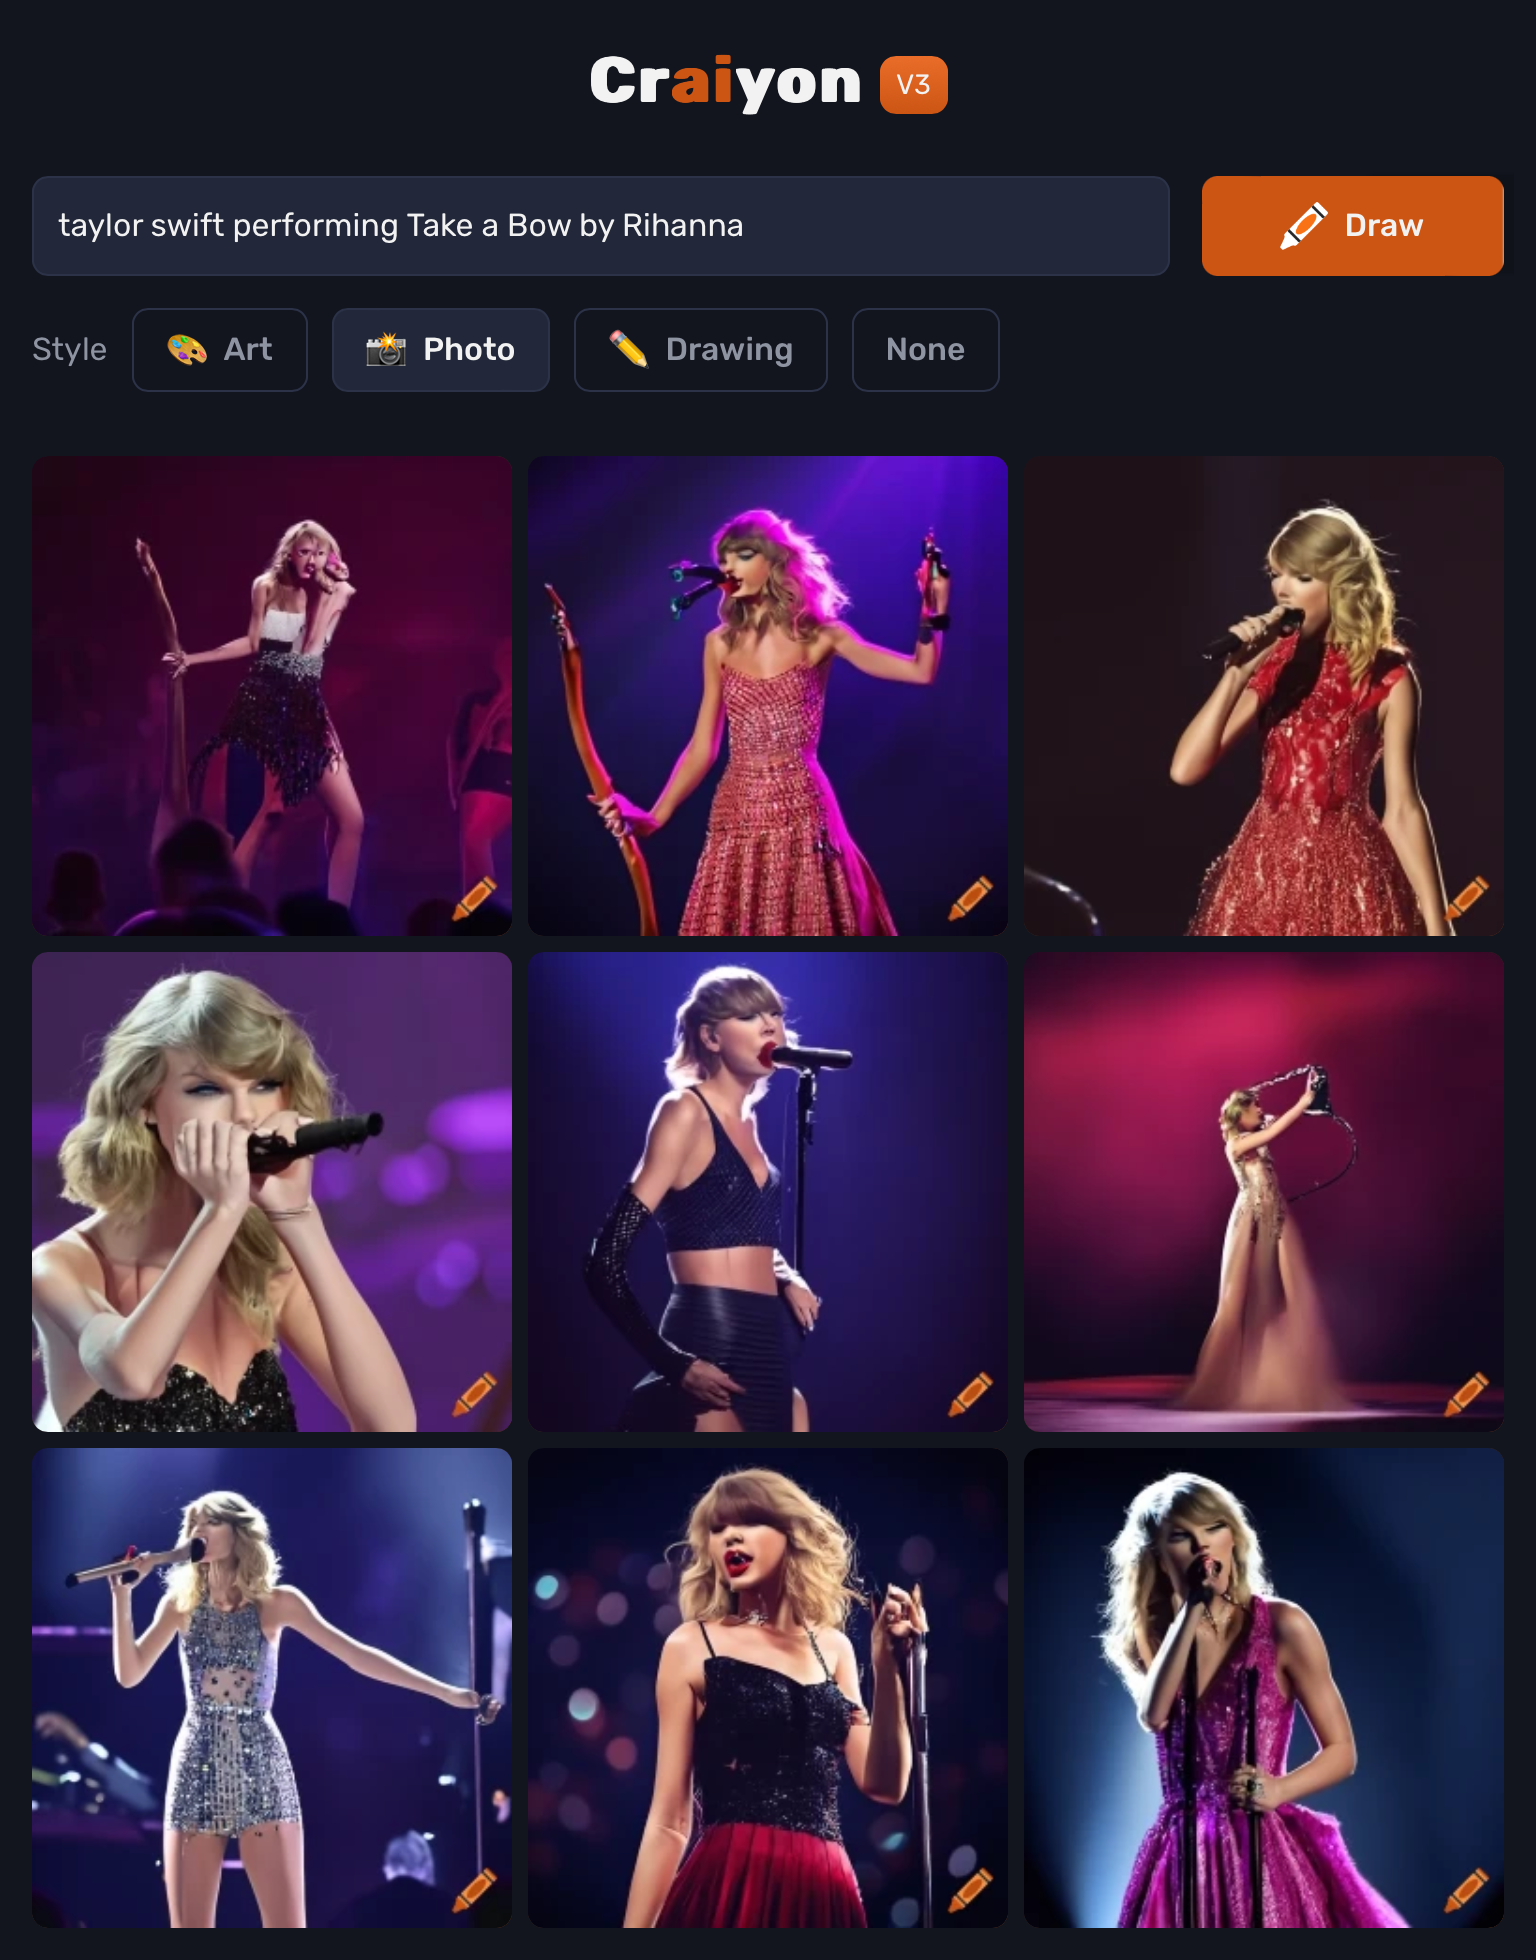 Craiyon V3
taylor swift performing Take a Bow by Rihanna
Draw
Style
Art
Photo
Drawing
None